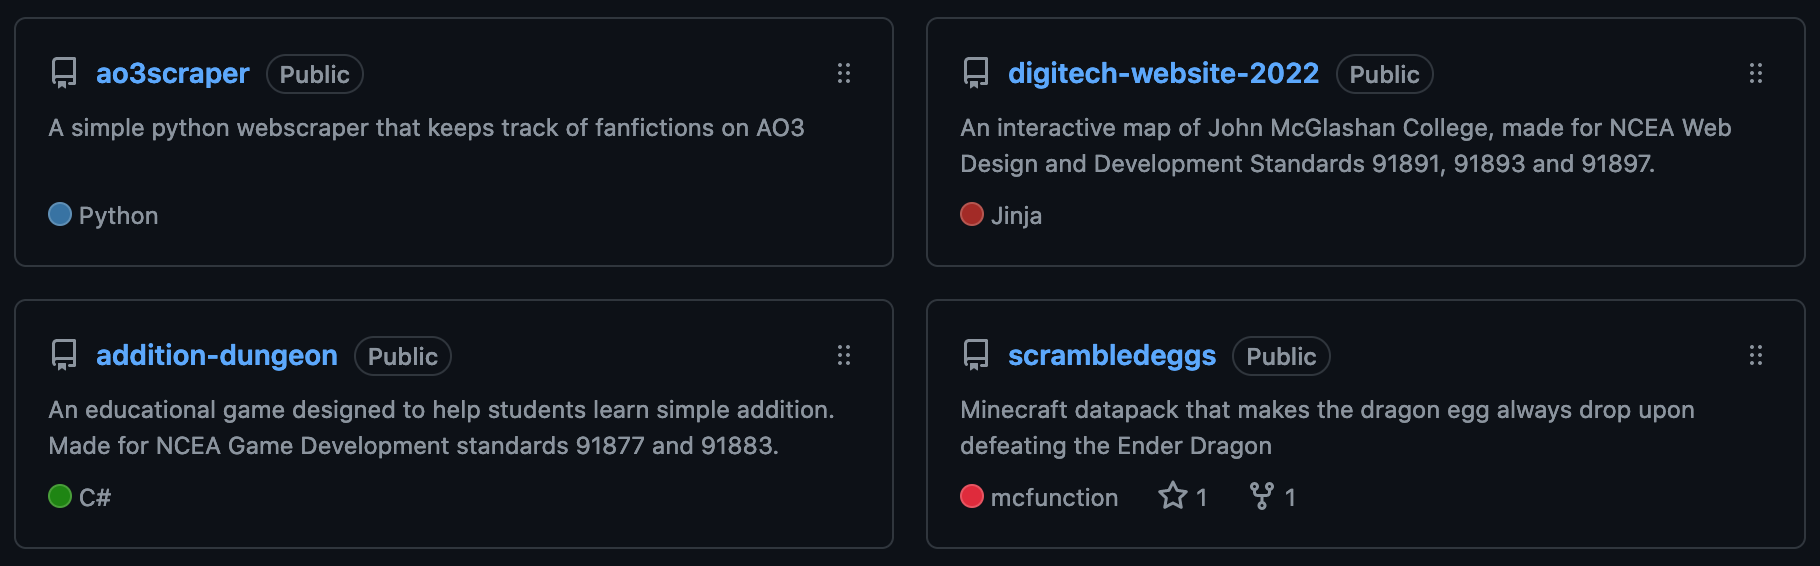 ao3scraper Public
A simple python webscraper that keeps track of fanfictions on AO3
Python
digitech-website-2022 Public
An interactive map of John McGlashan College, made for NCEA Web
Design and Development Standards 91891, 91893 and 91897.
Jinja
addition-dungeon Public
An educational game designed to help students learn simple addition.
Made for NCEA Game Development standards 91877 and 91883.
C#
scrambledeggs Public
Minecraft datapack that makes the dragon egg always drop upon
defeating the Ender Dragon
mcfunction 1 1